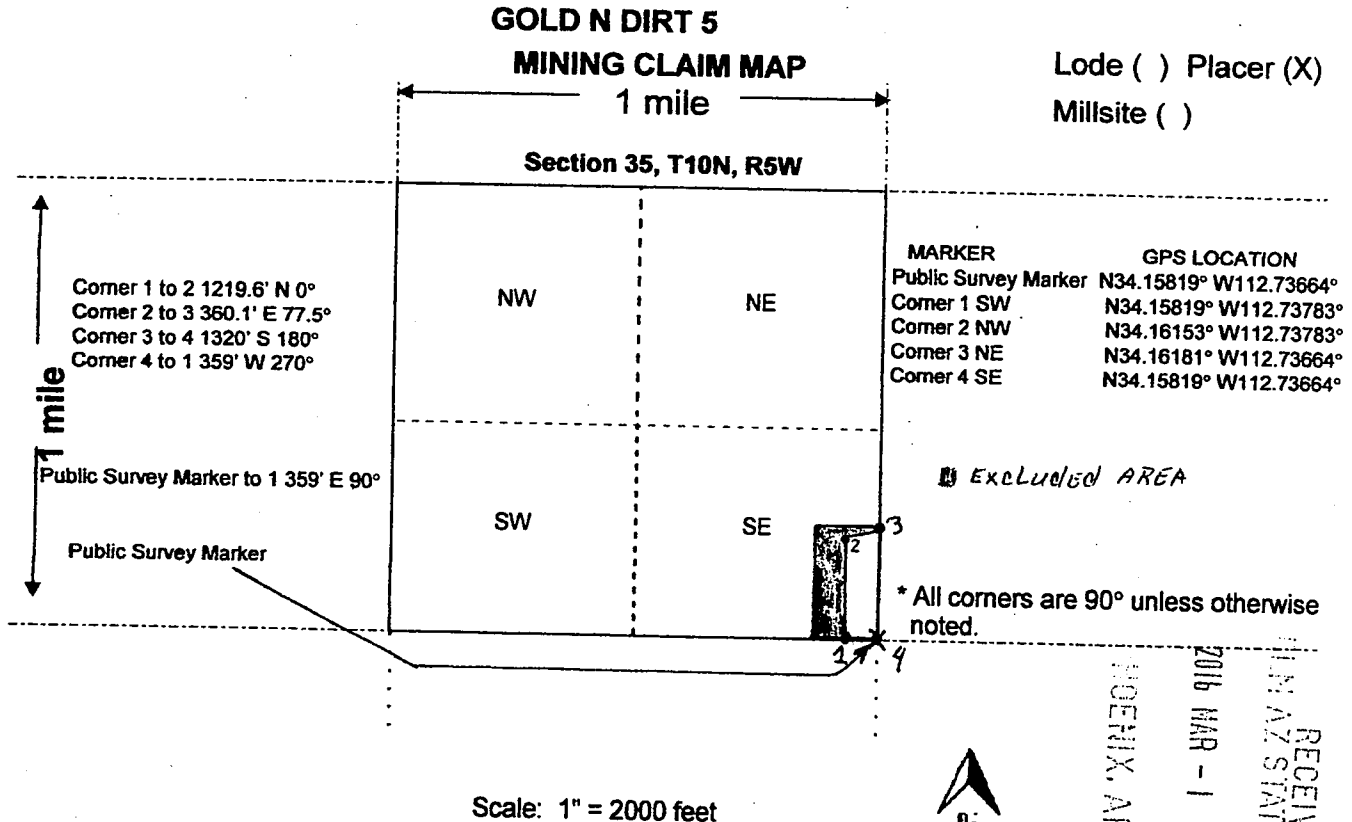 GOLD N DIRT 5
MINING CLAIM MAP
Lode ( ) Placer (X)
Millsite ( )
1 mile
Section 35, T10N, R5W
1 mile
Corner 1 to 2 1219.6' N 0°
Corner 2 to 3 360.1' E 77.5°
Corner 3 to 4 1320' S 180°
Corner 4 to 1 359' W 270°
Public Survey Marker to 1 359' E 90°
Public Survey Marker
NW
NE
SW
SE
MARKER GPS LOCATION
Public Survey Marker N34.15819° W112.73664°
Corner 1 SW N34.15819° W112.73783°
Corner 2 NW N34.16153° W112.73783°
Corner 3 NE N34.16181° W112.73664°
Corner 4 SE N34.15819° W112.73664°
EXCLUDED AREA
3
2
1
4
* All corners are 90° unless otherwise
noted.
Scale: 1" = 2000 feet
RECEIV
AZ STAT
2016 MAR - 1